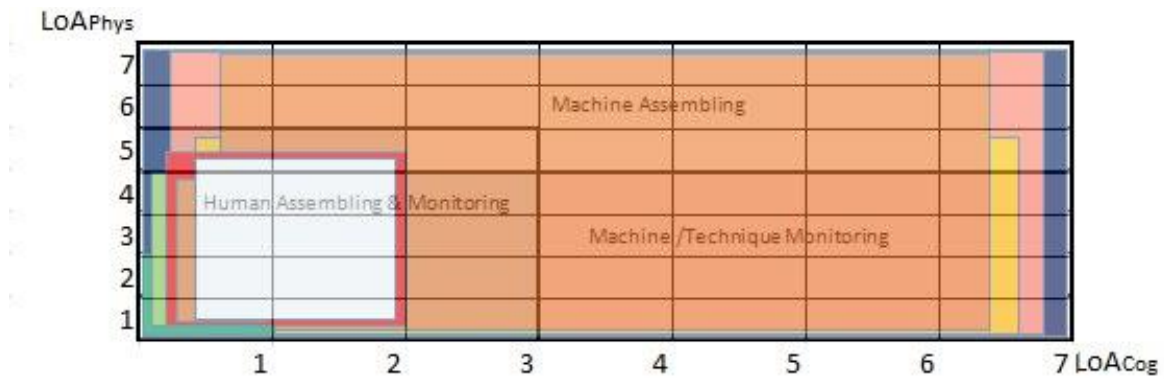 LoAPhys
7
6
Machine Assembling
5
4
Human Assembling & Monitoring
3
Machine /Technique Monitoring
2
1
1 2 3 4 5 6 7 LoACog